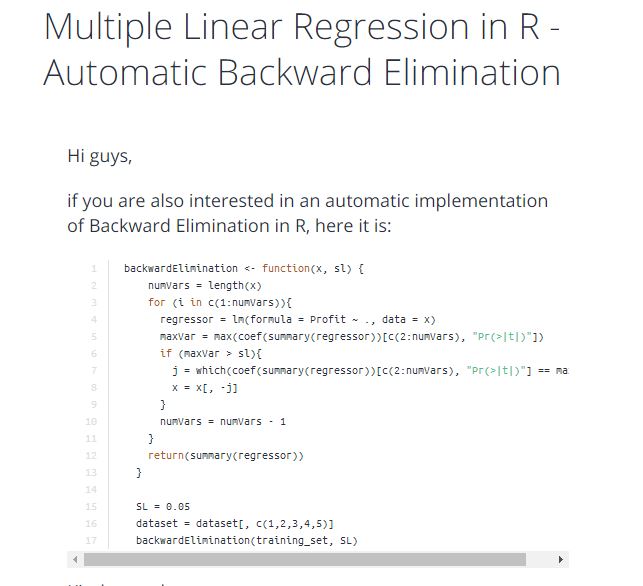 Multiple Linear Regression in R -
Automatic Backward Elimination
Hi guys,
if you are also interested in an automatic implementation
of Backward Elimination in R, here it is:
1 backwardElimination <- function(x, sl) {
2 numVars = length(x)
3 for (i in c(1:numVars)){
4 regressor = lm(formula = Profit ~ ., data = x)
5 maxVar = max(coef(summary(regressor))[c(2:numVars), "Pr(>|t|)"])
6 if (maxVar > sl){
7 j = which(coef(summary(regressor))[c(2:numVars), "Pr(>|t|)"] == ma
8 x = x[, -j]
9 }
10 numVars = numVars - 1
11 }
12 return(summary(regressor))
13 }
14
15 SL = 0.05
16 dataset = dataset[, c(1,2,3,4,5)]
17 backwardElimination(training_set, SL)